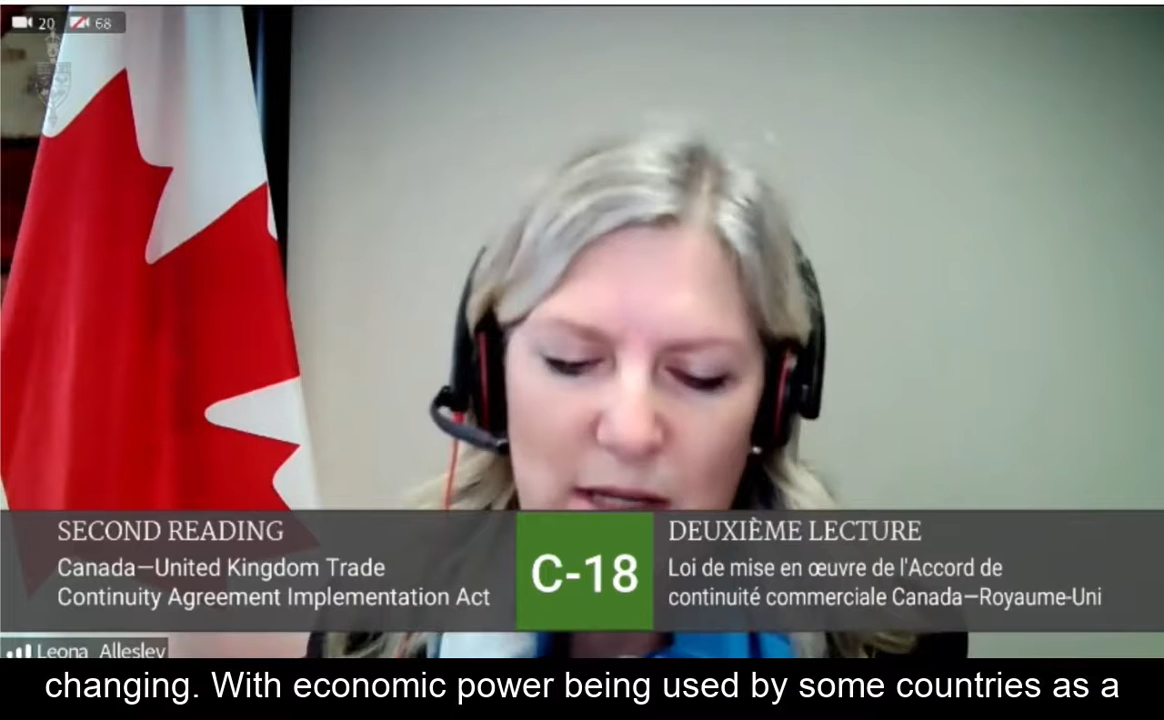 20 68
SECOND READING
Canada—United Kingdom Trade
Continuity Agreement Implementation Act
C-18
DEUXIÈME LECTURE
Loi de mise en œuvre de l'Accord de
continuité commerciale Canada—Royaume-Uni
Leona Allesley
changing. With economic power being used by some countries as a